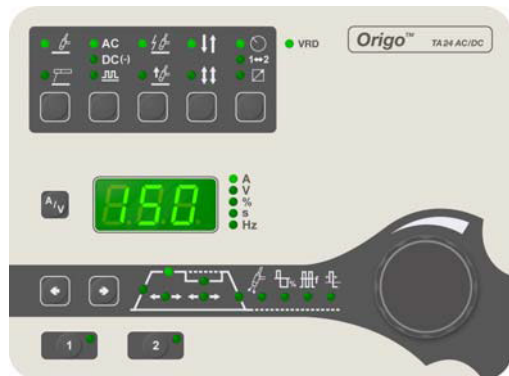 AC
VRD
Origo™ TA24 AC/DC
DC(-)
1↔2
A/V
150
A
V
%
s
Hz
%
f
1
2